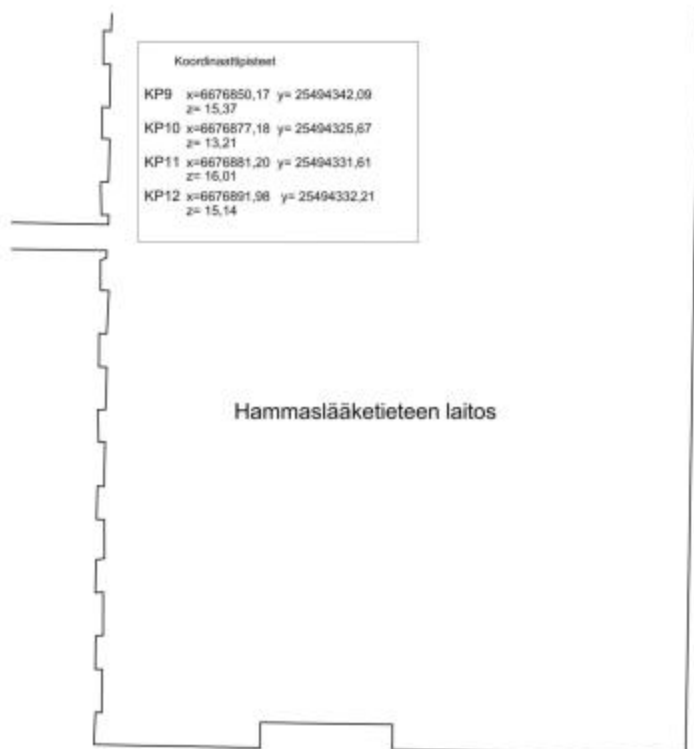 Koordinaattipisteet
KP9 x=6676850,17 y= 25494342,09
z= 15,37
KP10 x=6676877,18 y= 25494325,67
z= 13,21
KP11 x=6676881,20 y= 25494331,61
z= 16,01
KP12 x=6676891,98 y= 25494332,21
z= 15,14
Hammaslääketieteen laitos